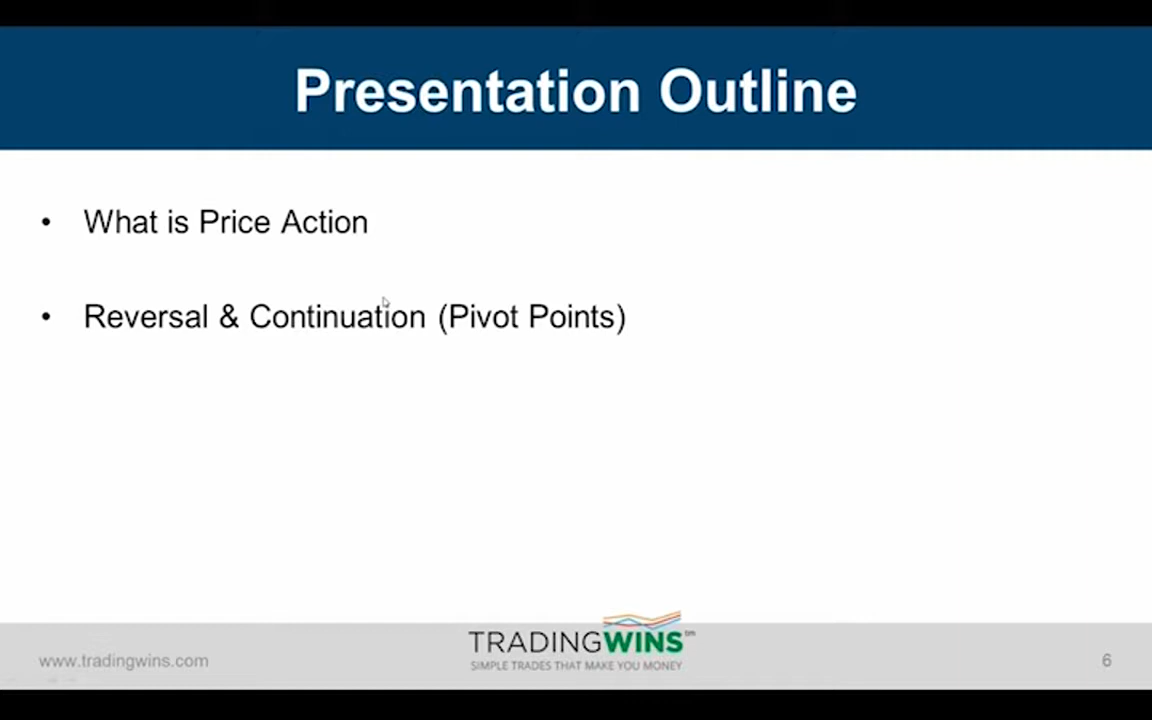 Presentation Outline
• What is Price Action
• Reversal & Continuation (Pivot Points)
www.tradingwins.com
TRADINGWINS™
SIMPLE TRADES THAT MAKE YOU MONEY
6